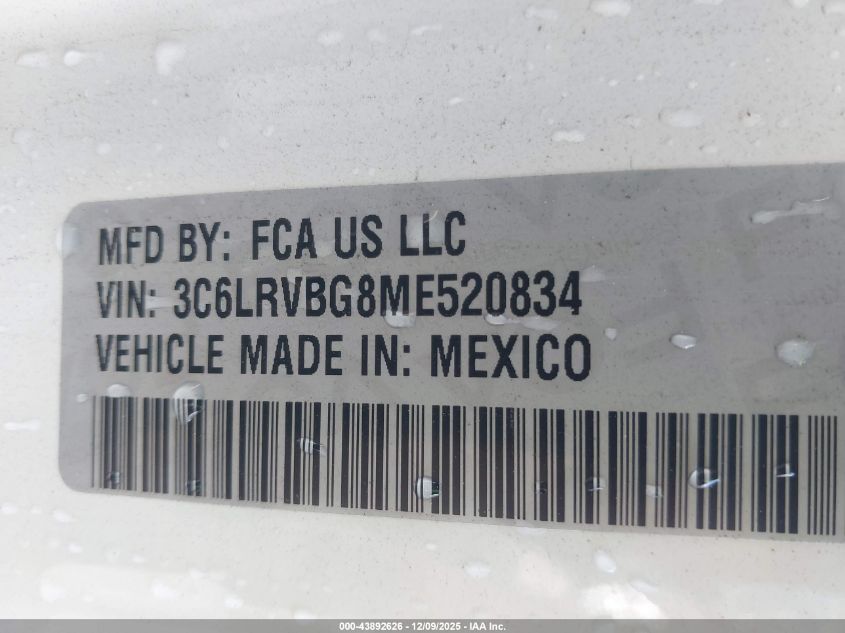 MFD BY: FCA US LLC
VIN: 3C6LRVBG8ME520834
VEHICLE MADE IN: MEXICO
000-43892626 - 12/09/2025 - IAA Inc.